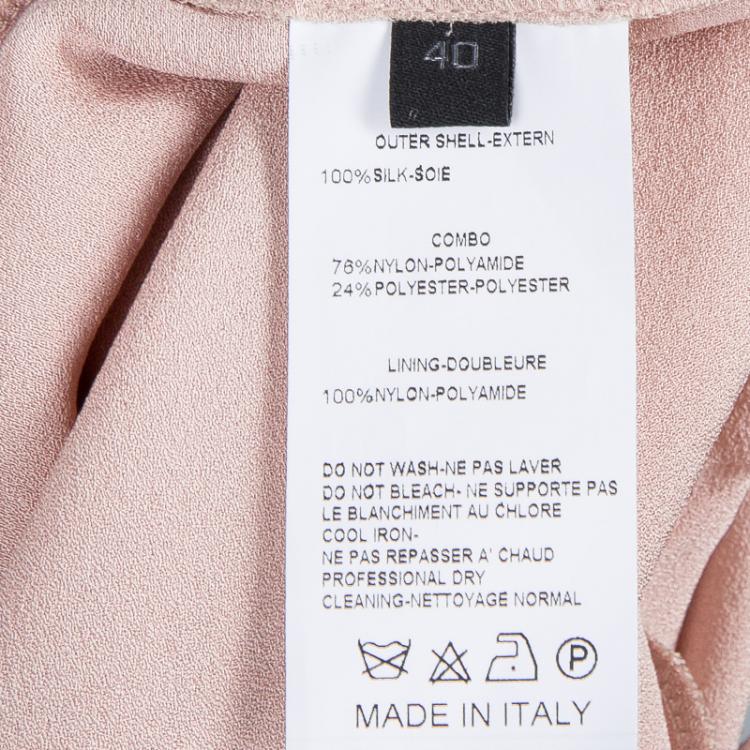 40
OUTER SHELL-EXTERN
100%SILK-SOIE
COMBO
76%NYLON-POLYAMIDE
24%POLYESTER-POLYESTER
LINING-DOUBLEURE
100%NYLON-POLYAMIDE
DO NOT WASH-NE PAS LAVER
DO NOT BLEACH- NE SUPPORTE PAS
LE BLANCHIMENT AU CHLORE
COOL IRON-
NE PAS REPASSER A' CHAUD
PROFESSIONAL DRY
CLEANING-NETTOYAGE NORMAL
P
MADE IN ITALY